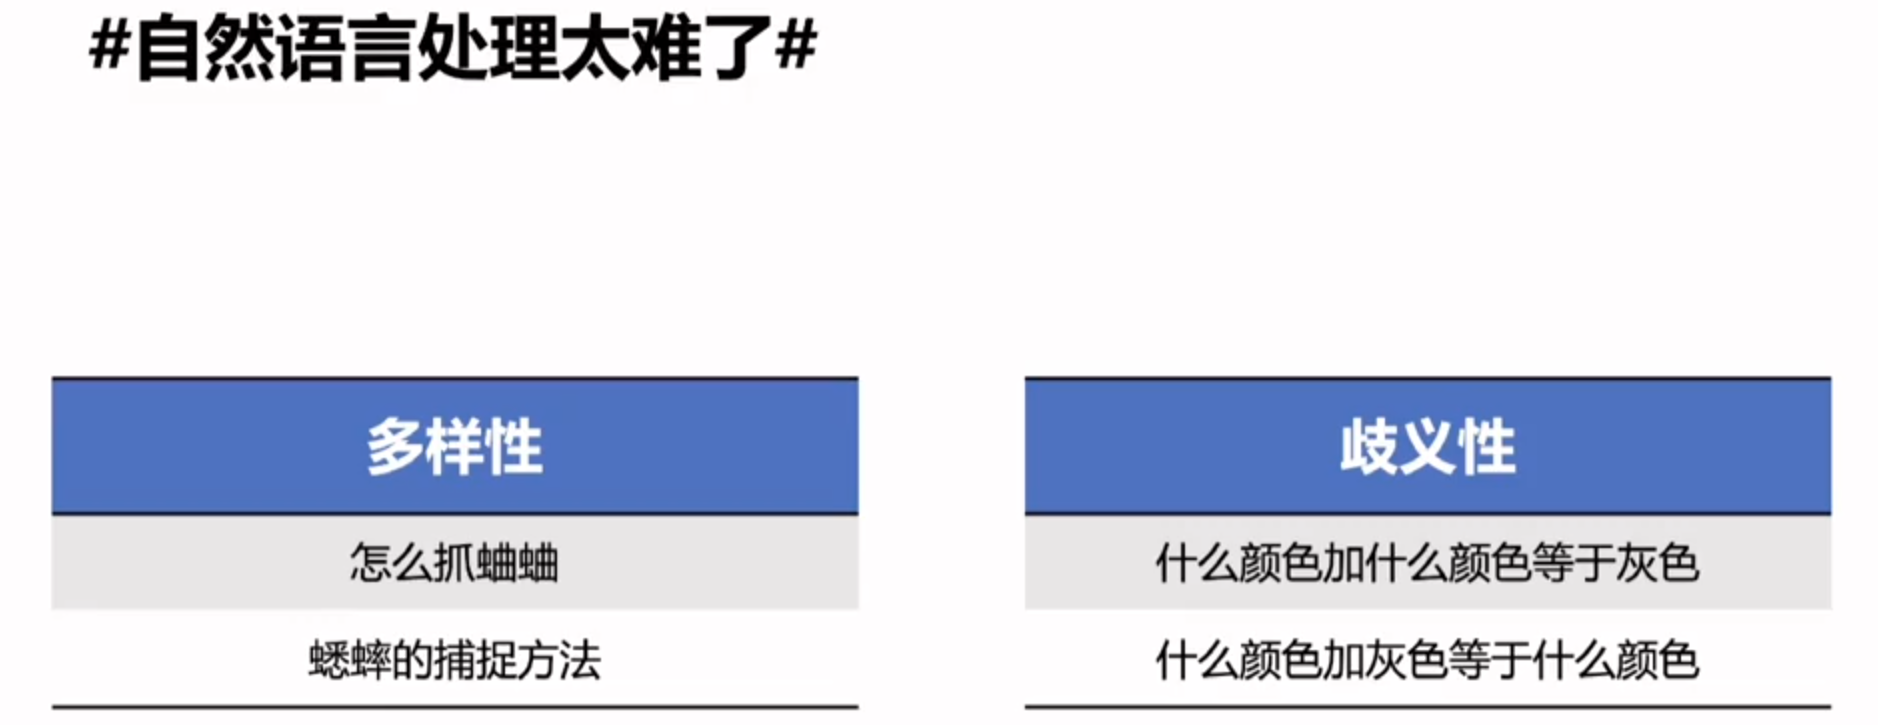 #自然语言处理太难了#
多样性
怎么抓蛐蛐
蟋蟀的捕捉方法
歧义性
什么颜色加什么颜色等于灰色
什么颜色加灰色等于什么颜色